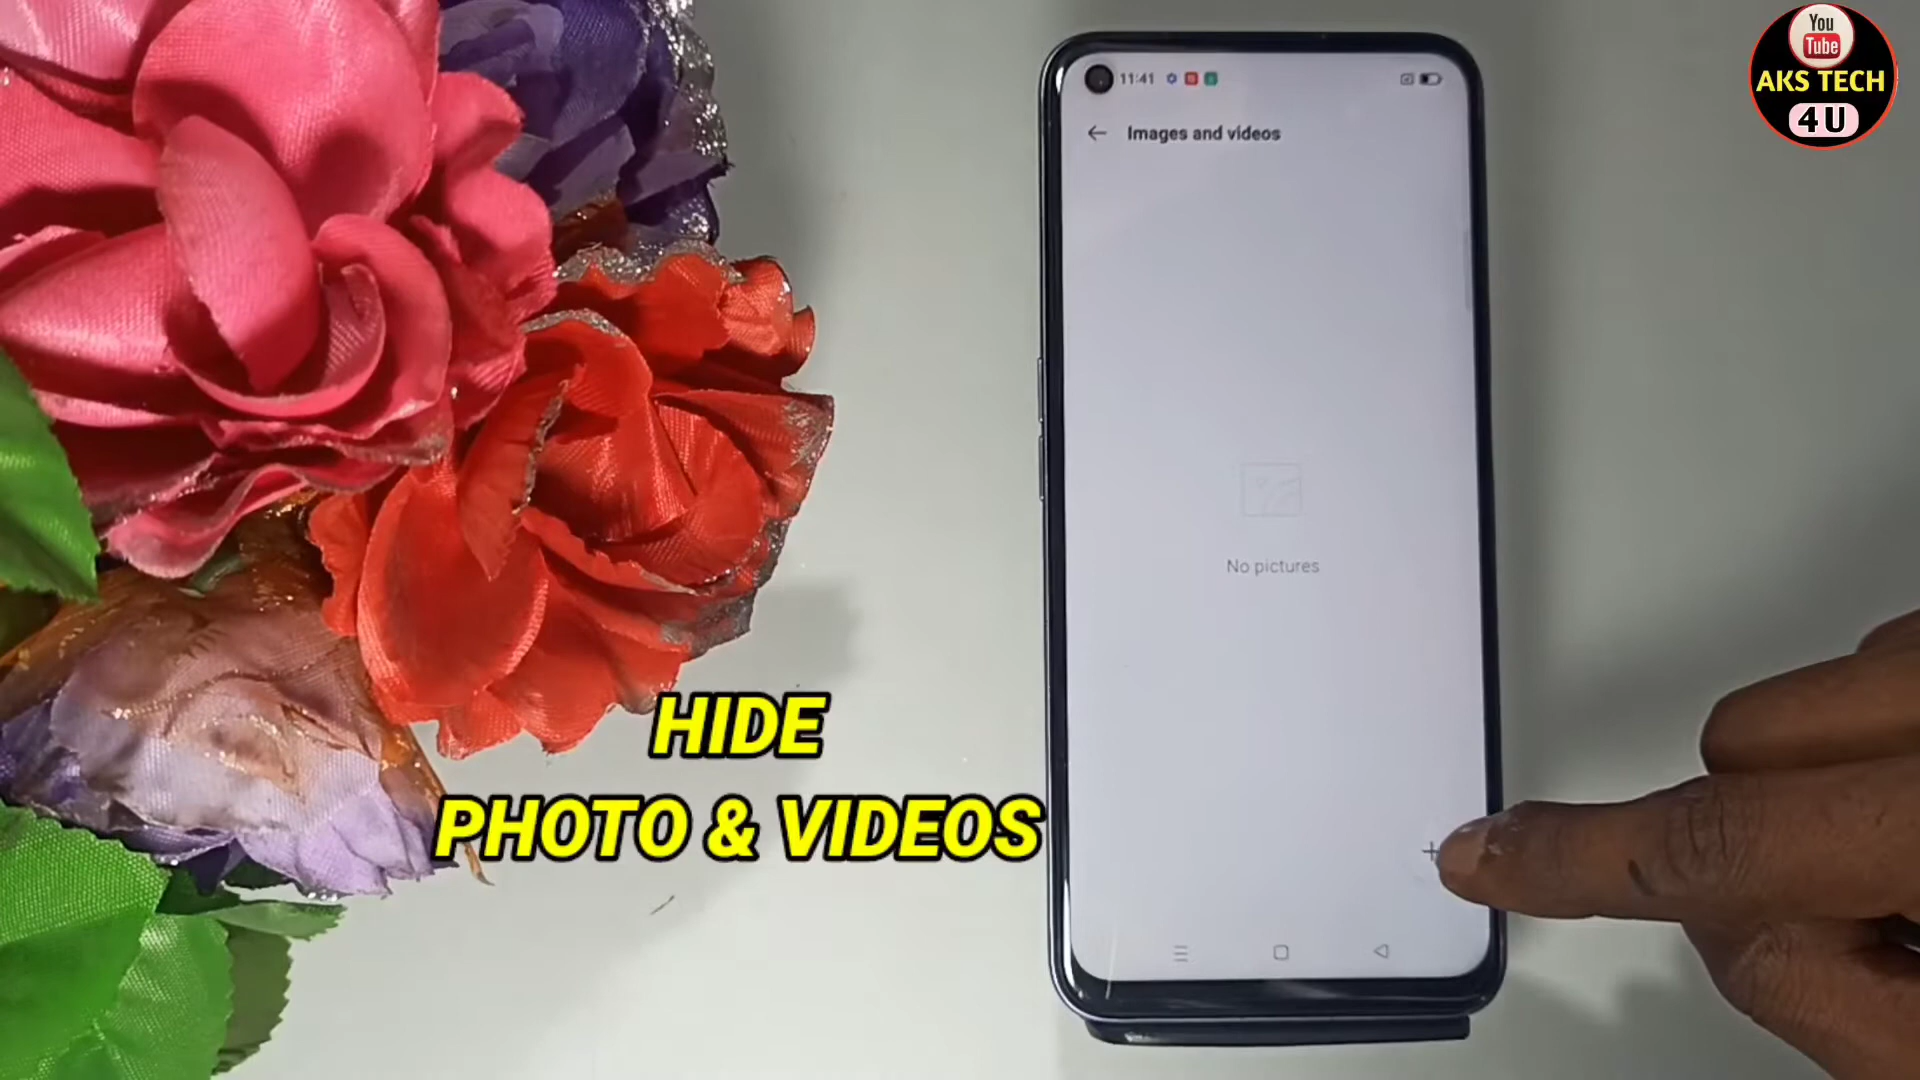 You
Tube
AKS TECH
4U
11:41
Images and videos
No pictures
HIDE
PHOTO & VIDEOS